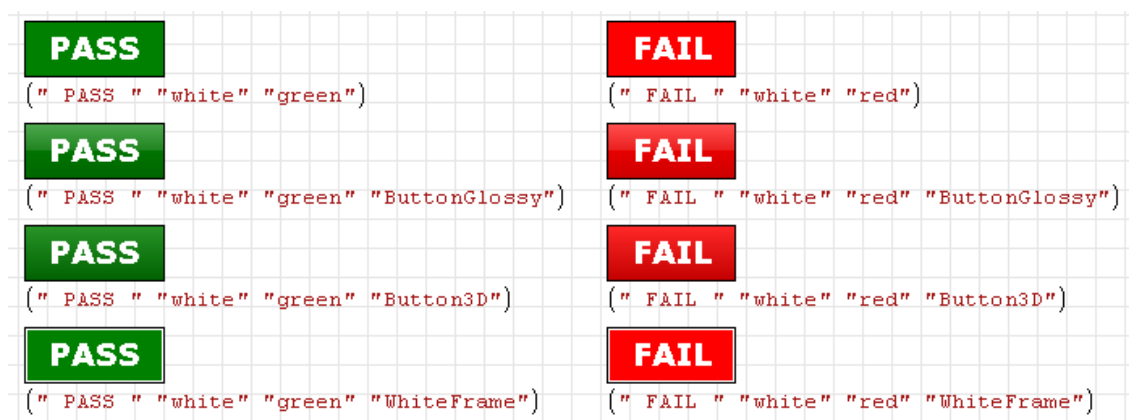 PASS FAIL
(" PASS " "white" "green") (" FAIL " "white" "red")
PASS FAIL
(" PASS " "white" "green" "ButtonGlossy") (" FAIL " "white" "red" "ButtonGlossy")
PASS FAIL
(" PASS " "white" "green" "Button3D") (" FAIL " "white" "red" "Button3D")
PASS FAIL
(" PASS " "white" "green" "WhiteFrame") (" FAIL " "white" "red" "WhiteFrame")